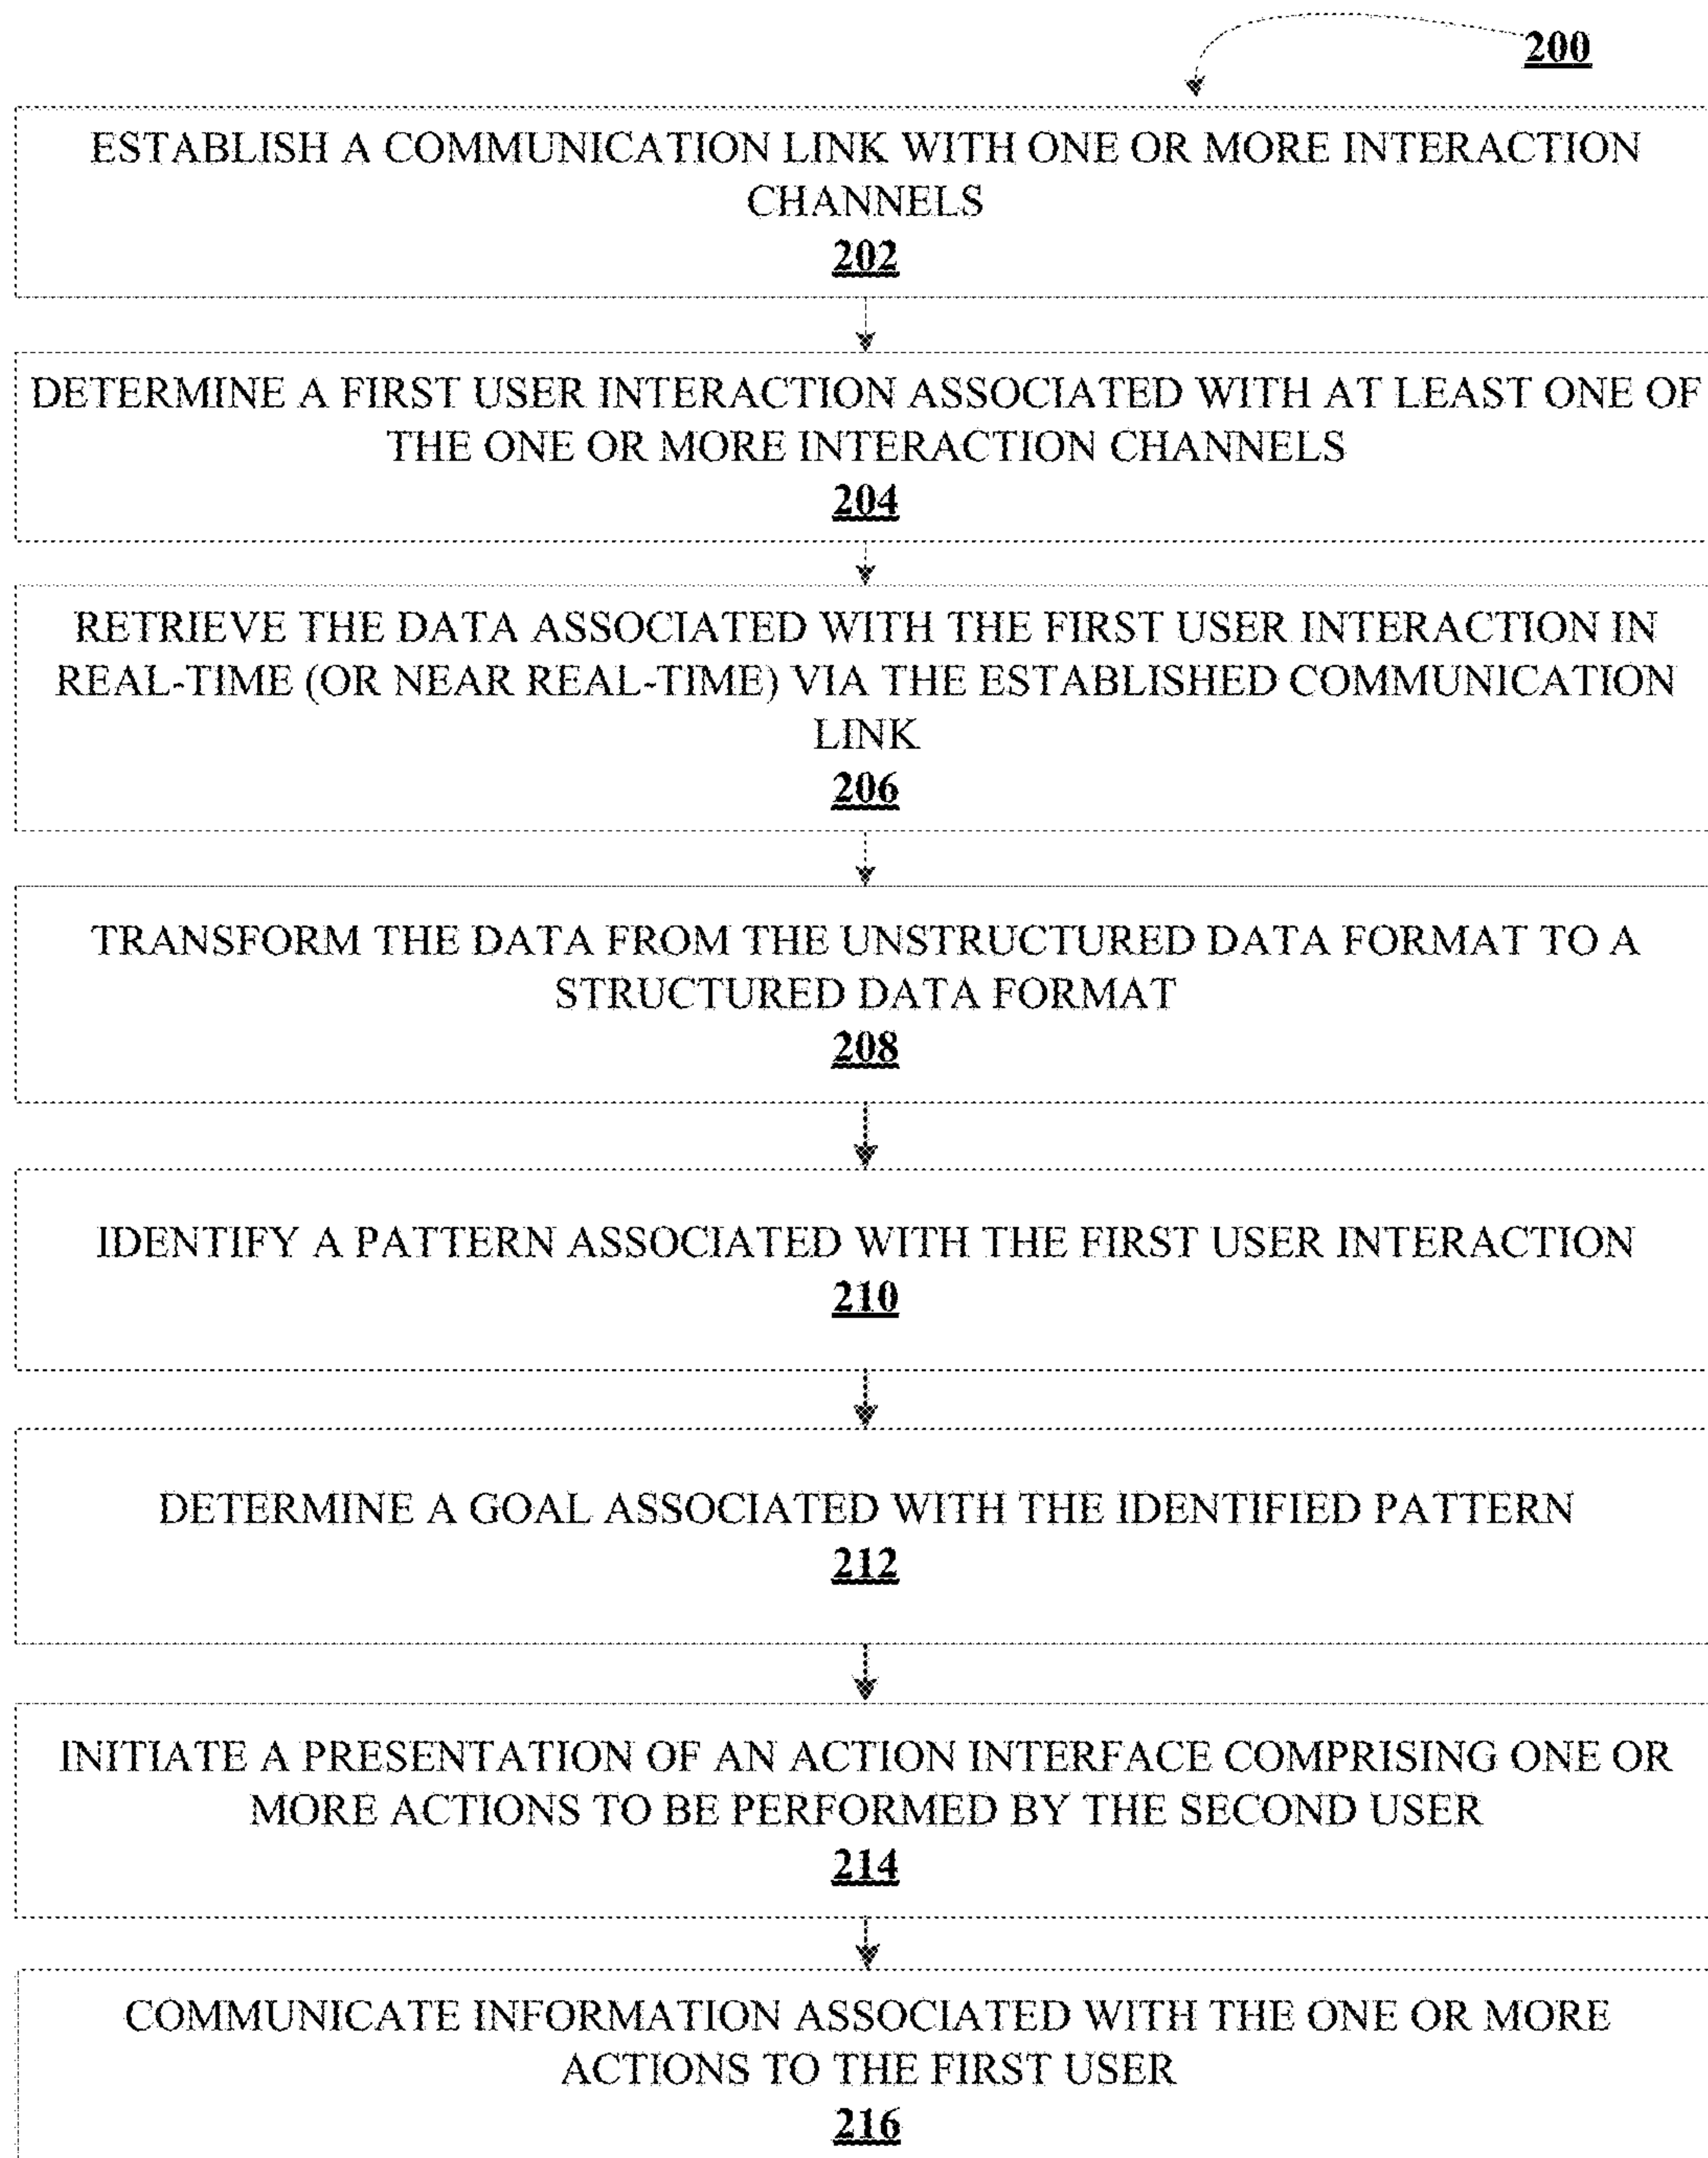 200
ESTABLISH A COMMUNICATION LINK WITH ONE OR MORE INTERACTION
CHANNELS
202
DETERMINE A FIRST USER INTERACTION ASSOCIATED WITH AT LEAST ONE OF
THE ONE OR MORE INTERACTION CHANNELS
204
RETRIEVE THE DATA ASSOCIATED WITH THE FIRST USER INTERACTION IN
REAL-TIME (OR NEAR REAL-TIME) VIA THE ESTABLISHED COMMUNICATION
LINK
206
TRANSFORM THE DATA FROM THE UNSTRUCTURED DATA FORMAT TO A
STRUCTURED DATA FORMAT
208
IDENTIFY A PATTERN ASSOCIATED WITH THE FIRST USER INTERACTION
210
DETERMINE A GOAL ASSOCIATED WITH THE IDENTIFIED PATTERN
212
INITIATE A PRESENTATION OF AN ACTION INTERFACE COMPRISING ONE OR
MORE ACTIONS TO BE PERFORMED BY THE SECOND USER
214
COMMUNICATE INFORMATION ASSOCIATED WITH THE ONE OR MORE
ACTIONS TO THE FIRST USER
216